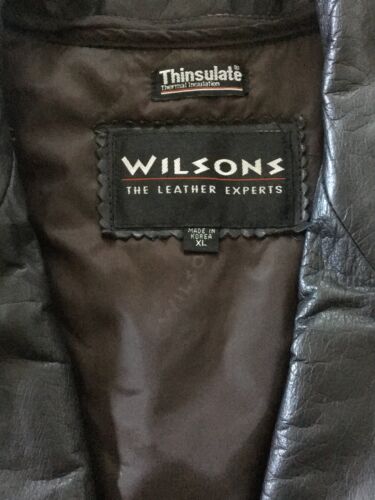 Thinsulate
Thermal Insulation
WILSONS
THE LEATHER EXPERTS
MADE IN
KOREA
XL